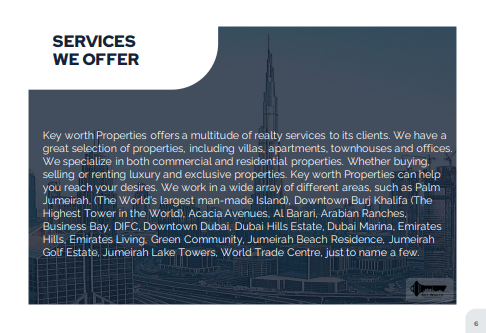 SERVICES
WE OFFER
Key worth Properties offers a multitude of realty services to its clients. We have a
great selection of properties, including villas, apartments, townhouses and offices.
We specialize in both commercial and residential properties. Whether buying,
selling or renting luxury and exclusive properties. Key worth Properties can help
you reach your desires. We work in a wide array of different areas, such as Palm
Jumeirah, (The World's largest man-made Island), Downtown Burj Khalifa (The
Highest Tower in the World), Acacia Avenues, Al Barari, Arabian Ranches,
Business Bay, DIFC, Downtown Dubai, Dubai Hills Estate, Dubai Marina, Emirates
Hills, Emirates Living, Green Community, Jumeirah Beach Residence, Jumeirah
Golf Estate, Jumeirah Lake Towers, World Trade Centre, just to name a few.
6